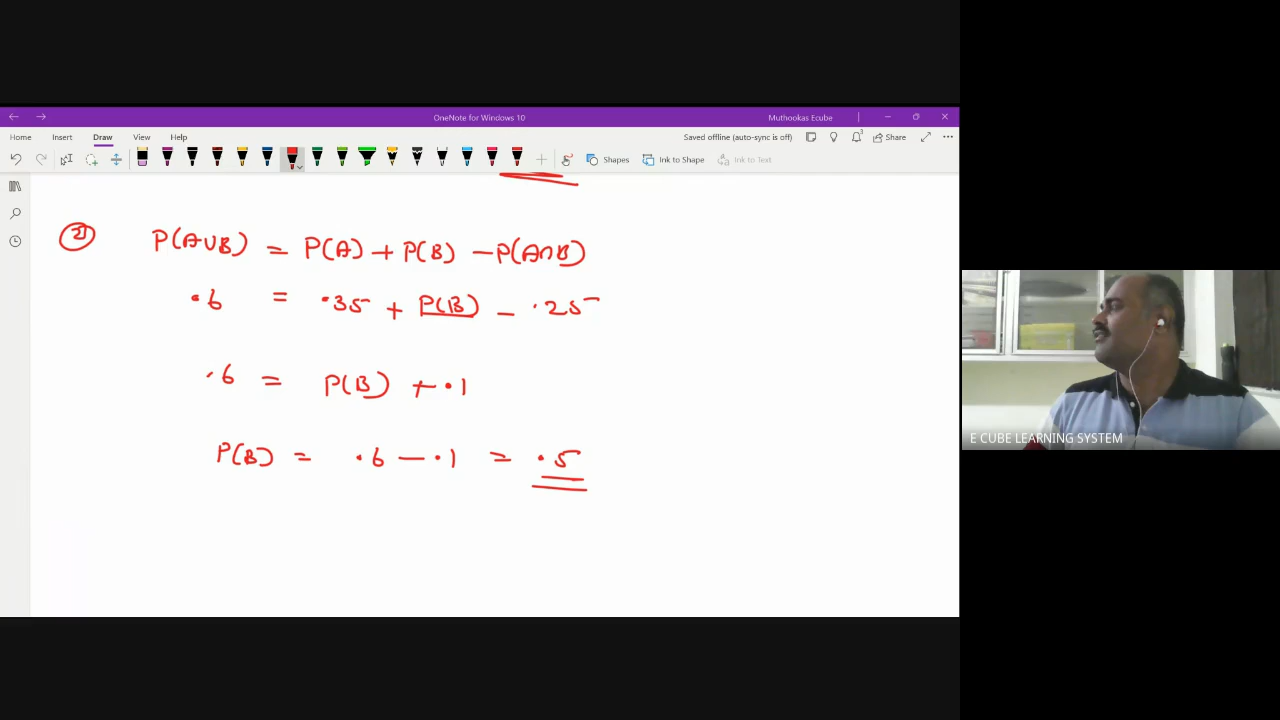 OneNote for Windows 10
Muthookas Ecube
Home Insert Draw View Help
Saved offline (auto-sync is off)
3
Share
Shapes
Ink to Shape
Ink to Text
P(A∪B) = P(A) + P(B) - P(A∩B)
.6 = .35 + P(B) - .25
.6 = P(B) + .1
P(B) = .6 - .1 = .5
E CUBE LEARNING SYSTEM